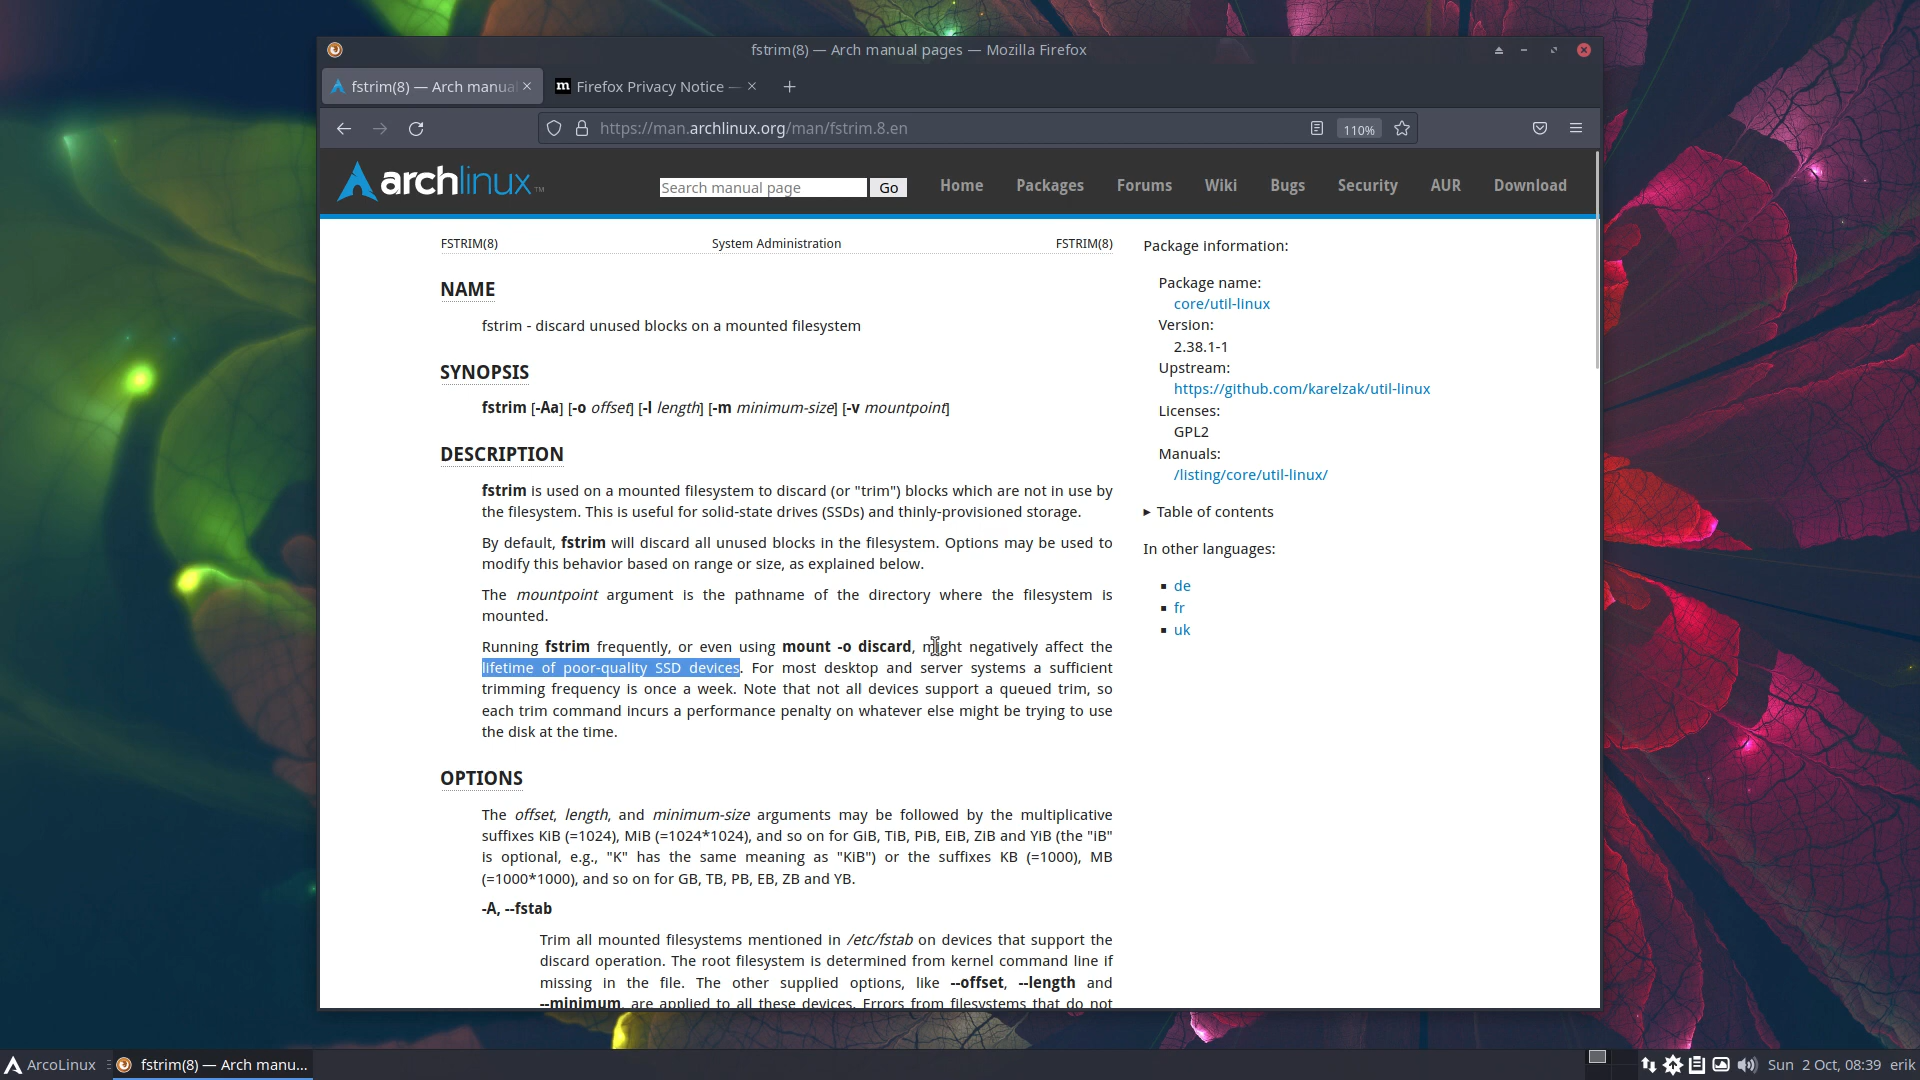 fstrim(8) — Arch manual pages — Mozilla Firefox
fstrim(8) — Arch manual
Firefox Privacy Notice —
https://man.archlinux.org/man/fstrim.8.en
110%
archlinux™
Search manual page
Go
Home
Packages
Forums
Wiki
Bugs
Security
AUR
Download
FSTRIM(8)
System Administration
FSTRIM(8)
NAME
fstrim - discard unused blocks on a mounted filesystem
SYNOPSIS
fstrim [-Aa] [-o offset] [-l length] [-m minimum-size] [-v mountpoint]
DESCRIPTION
fstrim is used on a mounted filesystem to discard (or "trim") blocks which are not in use by
the filesystem. This is useful for solid-state drives (SSDs) and thinly-provisioned storage.
By default, fstrim will discard all unused blocks in the filesystem. Options may be used to
modify this behavior based on range or size, as explained below.
The mountpoint argument is the pathname of the directory where the filesystem is
mounted.
Running fstrim frequently, or even using mount -o discard, might negatively affect the
lifetime of poor-quality SSD devices. For most desktop and server systems a sufficient
trimming frequency is once a week. Note that not all devices support a queued trim, so
each trim command incurs a performance penalty on whatever else might be trying to use
the disk at the time.
OPTIONS
The offset, length, and minimum-size arguments may be followed by the multiplicative
suffixes KiB (=1024), MiB (=1024*1024), and so on for GiB, TiB, PiB, EiB, ZiB and YiB (the "iB"
is optional, e.g., "K" has the same meaning as "KiB") or the suffixes KB (=1000), MB
(=1000*1000), and so on for GB, TB, PB, EB, ZB and YB.
-A, --fstab
Trim all mounted filesystems mentioned in /etc/fstab on devices that support the
discard operation. The root filesystem is determined from kernel command line if
missing in the file. The other supplied options, like --offset, --length and
--minimum, are applied to all these devices. Errors from filesystems that do not
Package information:
Package name:
core/util-linux
Version:
2.38.1-1
Upstream:
https://github.com/karelzak/util-linux
Licenses:
GPL2
Manuals:
/listing/core/util-linux/
Table of contents
In other languages:
de
fr
uk
ArcoLinux
fstrim(8) — Arch manu...
Sun 2 Oct, 08:39 erik